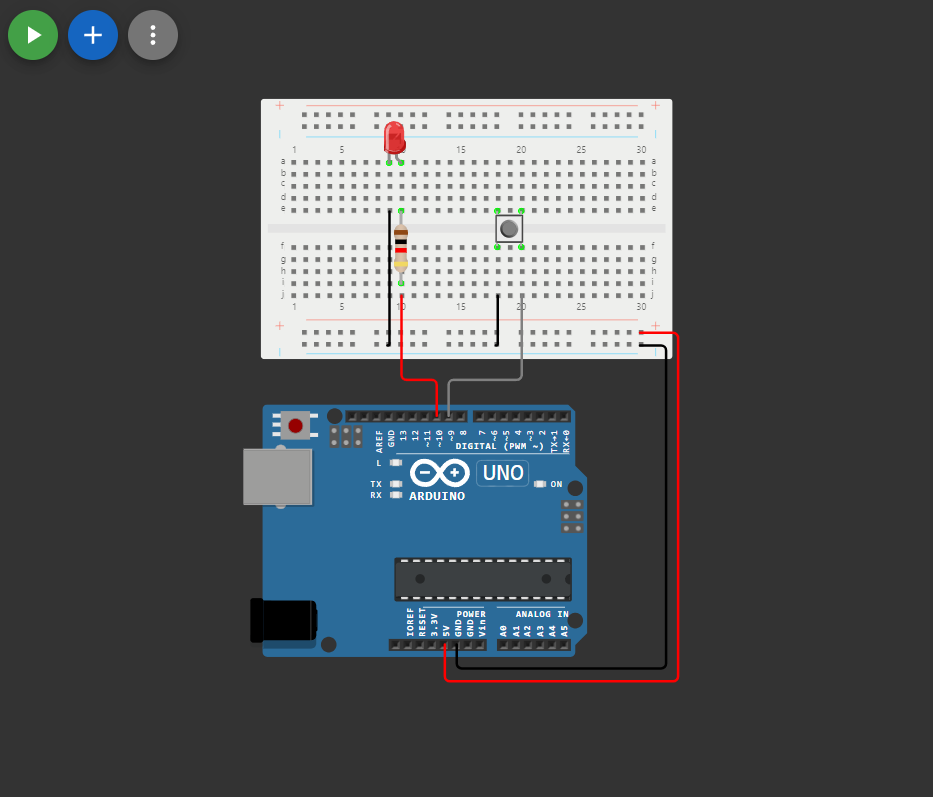 1 5 10 15 20 25 30
a a
b b
c c
d d
e e
f f
g g
h h
i i
j j
1 10 15 20 25 30
AREF GND 13 12 ~11 ~10 ~9 8 7 ~6 ~5 4 ~3 2 TX→1 RX←0
DIGITAL (PWM ~)
L
TX
RX
ARDUINO
UNO
ON
POWER ANALOG IN
IOREF RESET 3.3V 5V GND GND Vin A0 A1 A2 A3 A4 A5